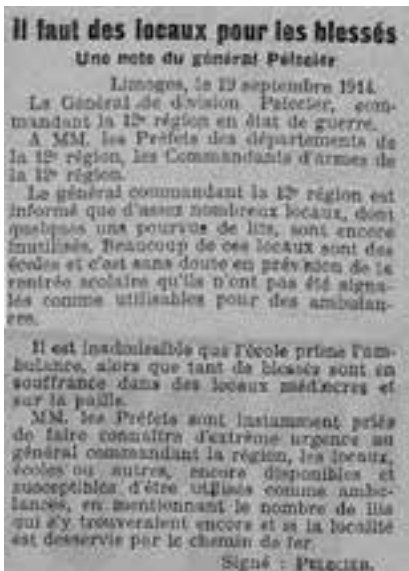 Il faut des locaux pour les blessés
Une note du général Pelecier
Limoges, le 19 septembre 1914.
Le Général de division Pelecier, com-
mandant la 12e région en état de guerre.
A MM. les Préfets des départements de
la 12e région, les Commandants d'armes de
la 12e région.
Le général commandant la 12e région est
informé que d'assez nombreux locaux, dont
quelques uns pourvus de lits, sont encore
inutilisés. Beaucoup de ces locaux sont des
écoles et c'est sans doute en prévision de la
rentrée scolaire qu'ils n'ont pas été signa-
lés comme utilisables pour des ambulan-
ces.
Il est inadmissible que l'école prime l'am-
bulance, alors que tant de blessés sont en
souffrance dans des locaux médiocres et
sur la paille.
MM. les Préfets sont instamment priés
de faire connaître d'extrême urgence au
général commandant la région, les locaux,
écoles ou autres, encore disponibles et
susceptibles d'être utilisés comme ambu-
lances, en mentionnant le nombre de lits
qui s'y trouveraient encore et si la localité
est desservie par le chemin de fer.
Signé : PELECIER.